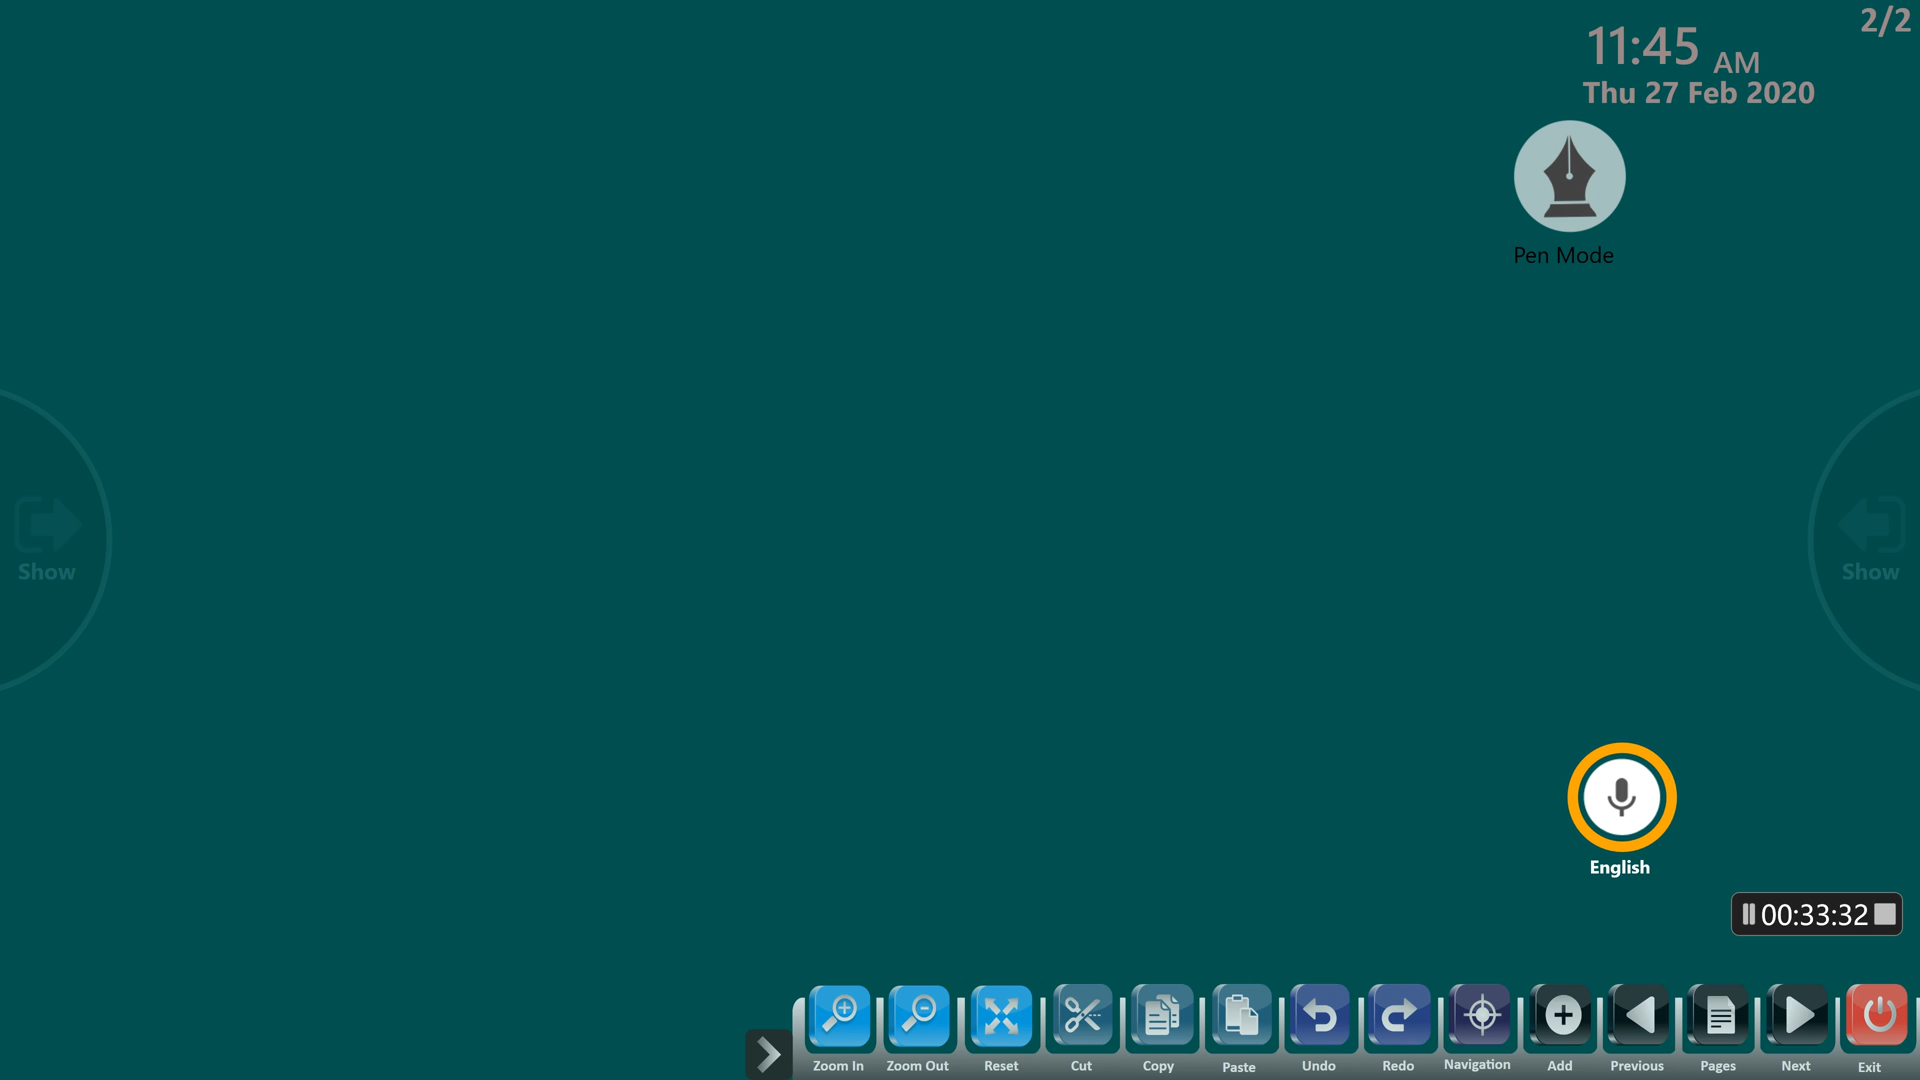 2/2
11:45 AM
Thu 27 Feb 2020
Pen Mode
Show
Show
English
00:33:32
Zoom In Zoom Out Reset Cut Copy Paste Undo Redo Navigation Add Previous Pages Next Exit